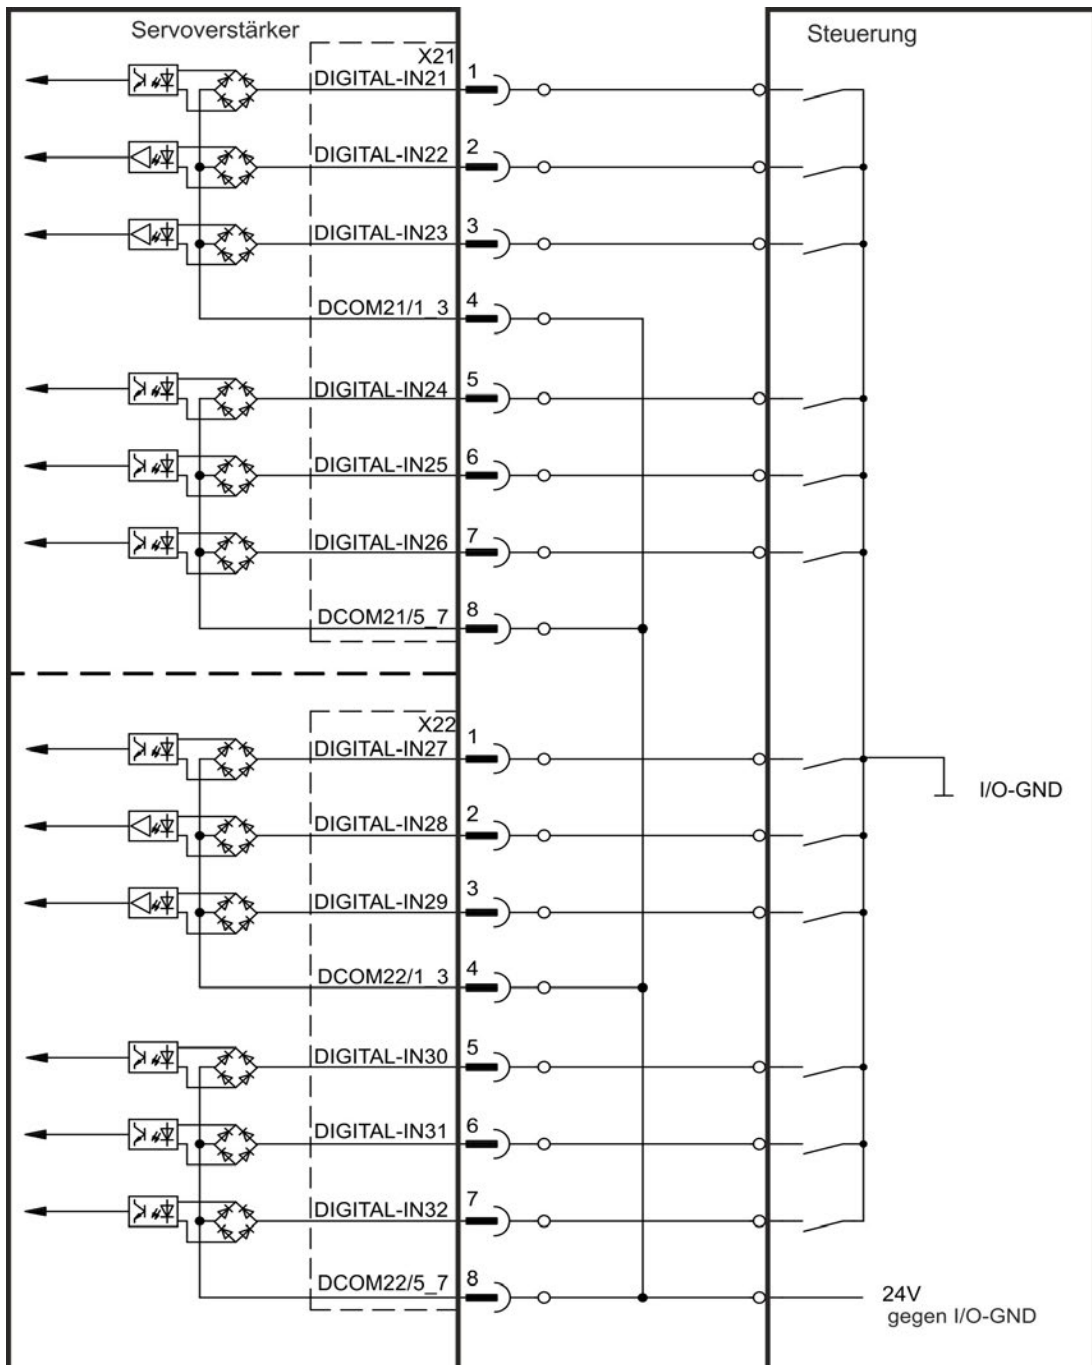 Servoverstärker
Steuerung
X21
DIGITAL-IN21 1
DIGITAL-IN22 2
DIGITAL-IN23 3
DCOM21/1_3 4
DIGITAL-IN24 5
DIGITAL-IN25 6
DIGITAL-IN26 7
DCOM21/5_7 8
X22
DIGITAL-IN27 1
I/O-GND
DIGITAL-IN28 2
DIGITAL-IN29 3
DCOM22/1_3 4
DIGITAL-IN30 5
DIGITAL-IN31 6
DIGITAL-IN32 7
DCOM22/5_7 8
24V
gegen I/O-GND